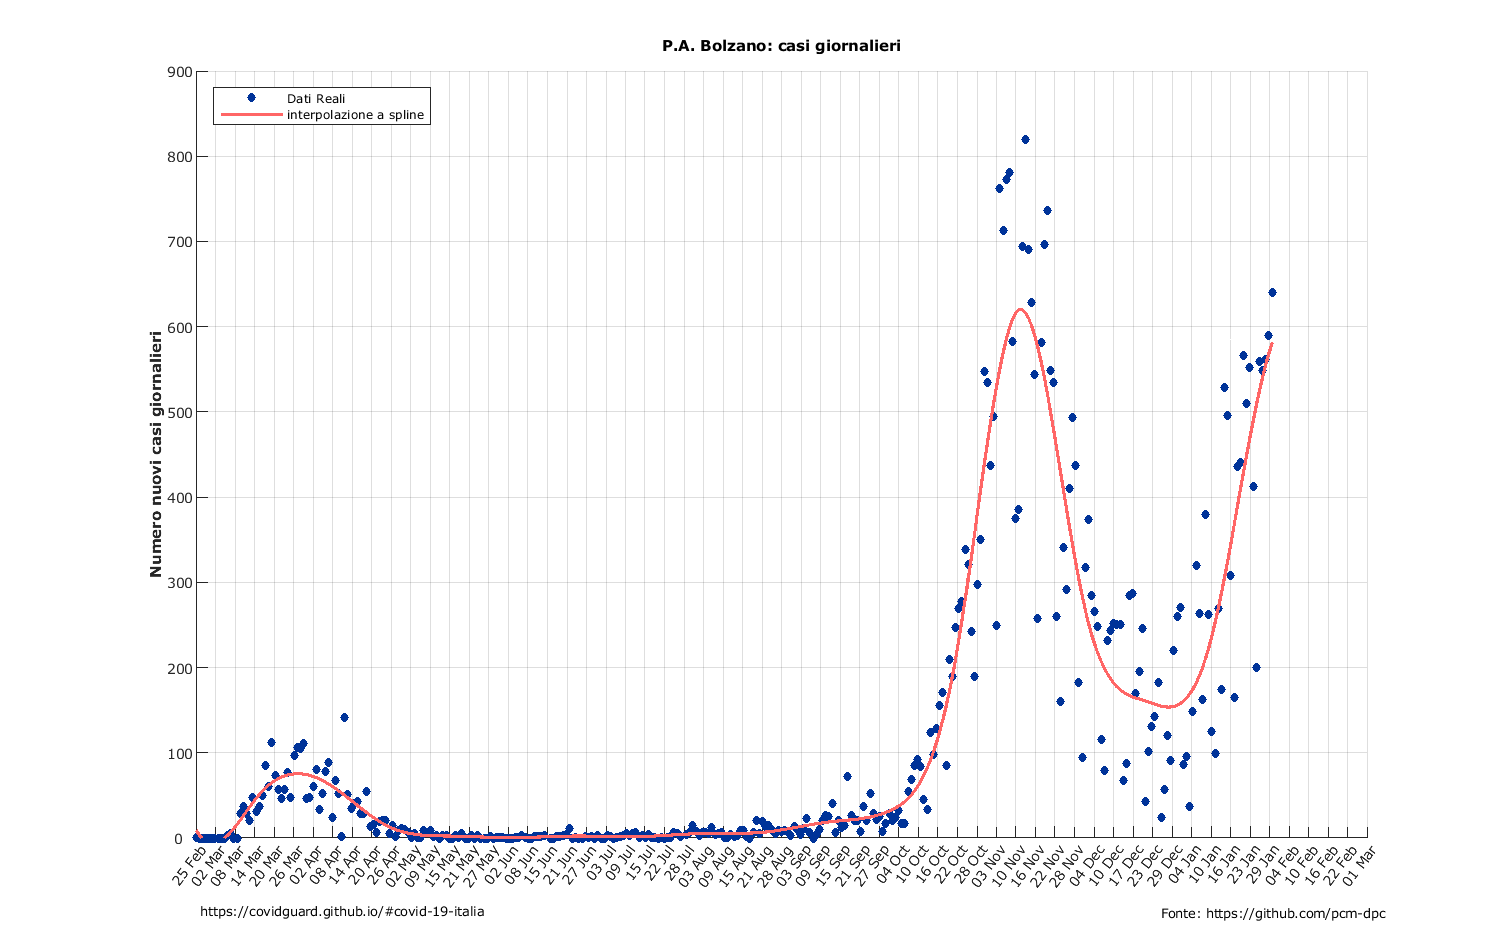 P.A. Bolzano: casi giornalieri
Dati Reali
interpolazione a spline
Numero nuovi casi giornalieri
900
800
700
600
500
400
300
200
100
0
25 Feb
02 Mar
08 Mar
14 Mar
20 Mar
26 Mar
02 Apr
08 Apr
14 Apr
20 Apr
26 Apr
02 May
09 May
15 May
21 May
27 May
02 Jun
08 Jun
15 Jun
21 Jun
27 Jun
03 Jul
09 Jul
15 Jul
22 Jul
28 Jul
03 Aug
09 Aug
15 Aug
21 Aug
28 Aug
03 Sep
09 Sep
15 Sep
21 Sep
27 Sep
04 Oct
10 Oct
16 Oct
22 Oct
28 Oct
03 Nov
10 Nov
16 Nov
22 Nov
28 Nov
04 Dec
10 Dec
17 Dec
23 Dec
29 Dec
04 Jan
10 Jan
16 Jan
23 Jan
29 Jan
04 Feb
10 Feb
16 Feb
22 Feb
01 Mar
https://covidguard.github.io/#covid-19-italia
Fonte: https://github.com/pcm-dpc